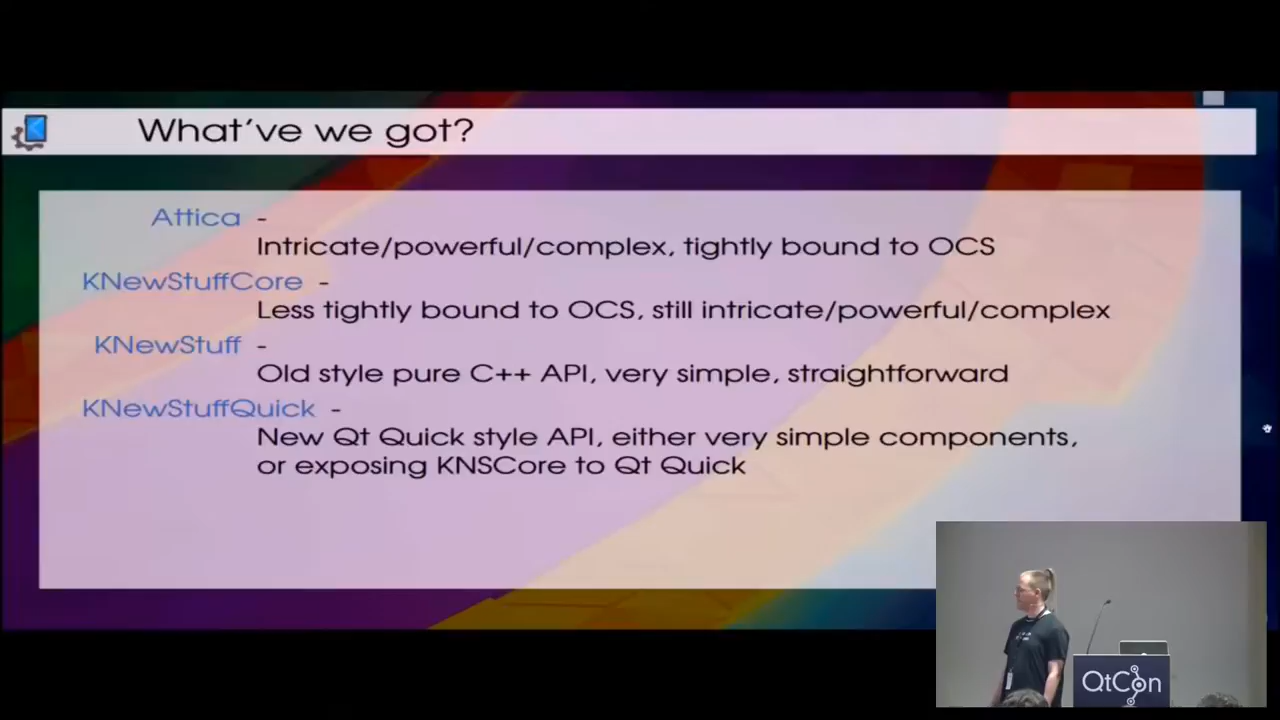 What've we got?
Attica -
Intricate/powerful/complex, tightly bound to OCS
KNewStuffCore -
Less tightly bound to OCS, still intricate/powerful/complex
KNewStuff -
Old style pure C++ API, very simple, straightforward
KNewStuffQuick -
New Qt Quick style API, either very simple components,
or exposing KNSCore to Qt Quick
QtCon